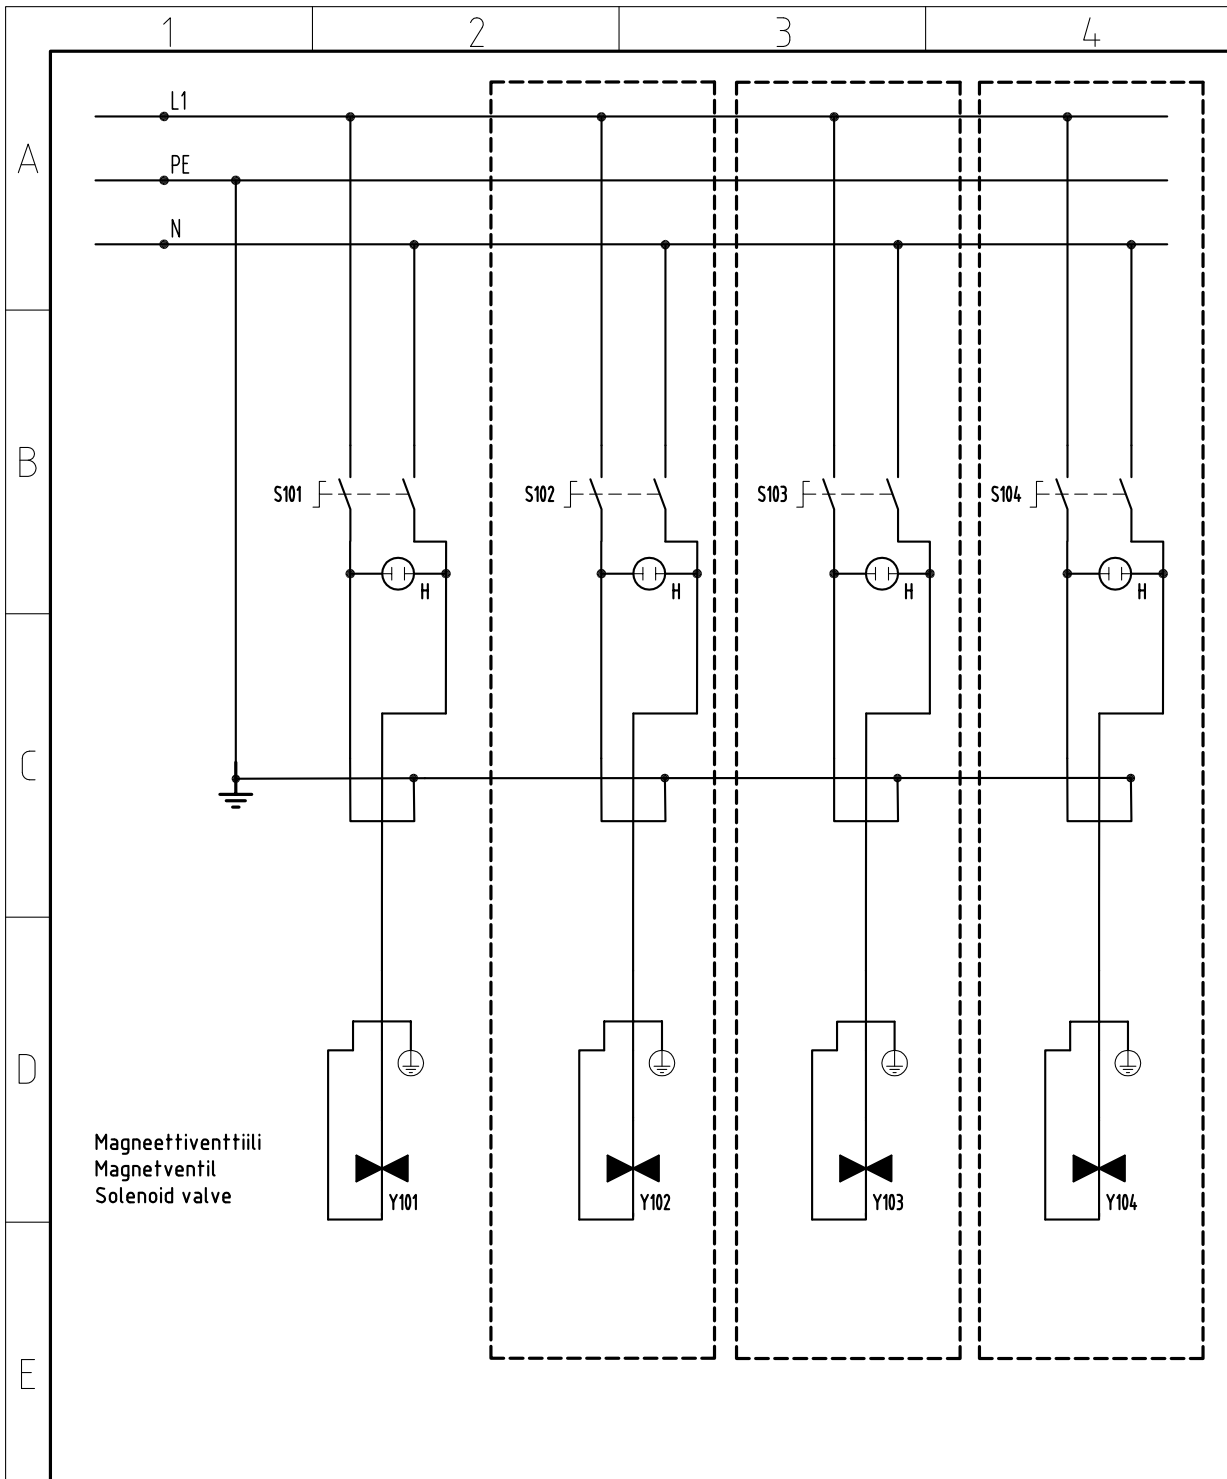 1 2 3 4
A
L1
PE
N
B
S101 S102 S103 S104
H H H H
C
D
Magneettiventtiili
Magnetventil
Solenoid valve
Y101 Y102 Y103 Y104
E